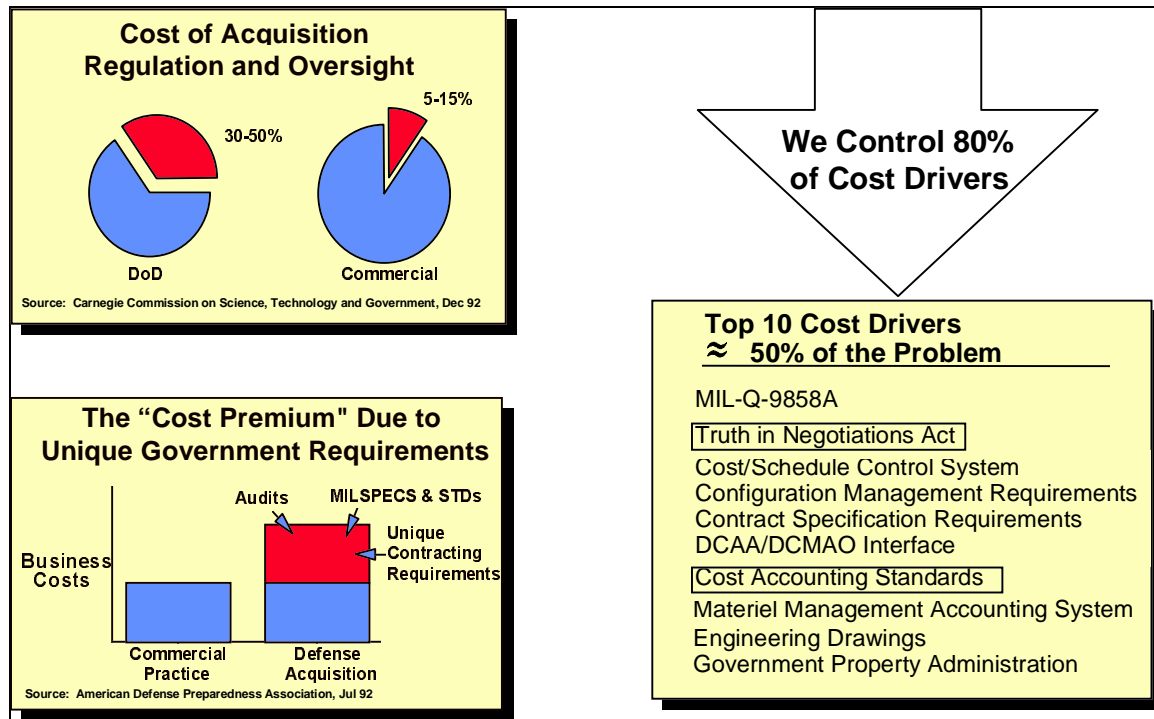 Cost of Acquisition
Regulation and Oversight
30-50%
5-15%
DoD
Commercial
Source: Carnegie Commission on Science, Technology and Government, Dec 92
The “Cost Premium" Due to
Unique Government Requirements
Audits
MILSPECS & STDs
Unique
Contracting
Requirements
Business
Costs
Commercial
Practice
Defense
Acquisition
Source: American Defense Preparedness Association, Jul 92
We Control 80%
of Cost Drivers
Top 10 Cost Drivers
≈ 50% of the Problem
MIL-Q-9858A
Truth in Negotiations Act
Cost/Schedule Control System
Configuration Management Requirements
Contract Specification Requirements
DCAA/DCMAO Interface
Cost Accounting Standards
Materiel Management Accounting System
Engineering Drawings
Government Property Administration